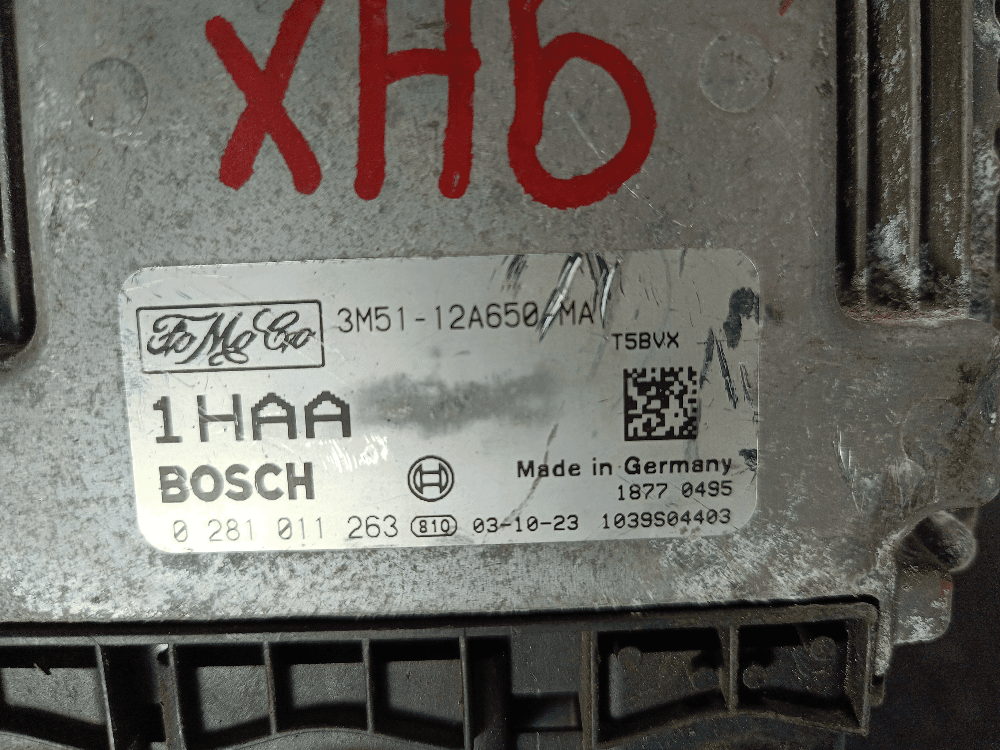 XH6
FoMoCo 3M51-12A650-MA
T5BVX
1HAA
BOSCH
Made in Germany
1877 0495
0 281 011 263 810 03-10-23 1039S04403